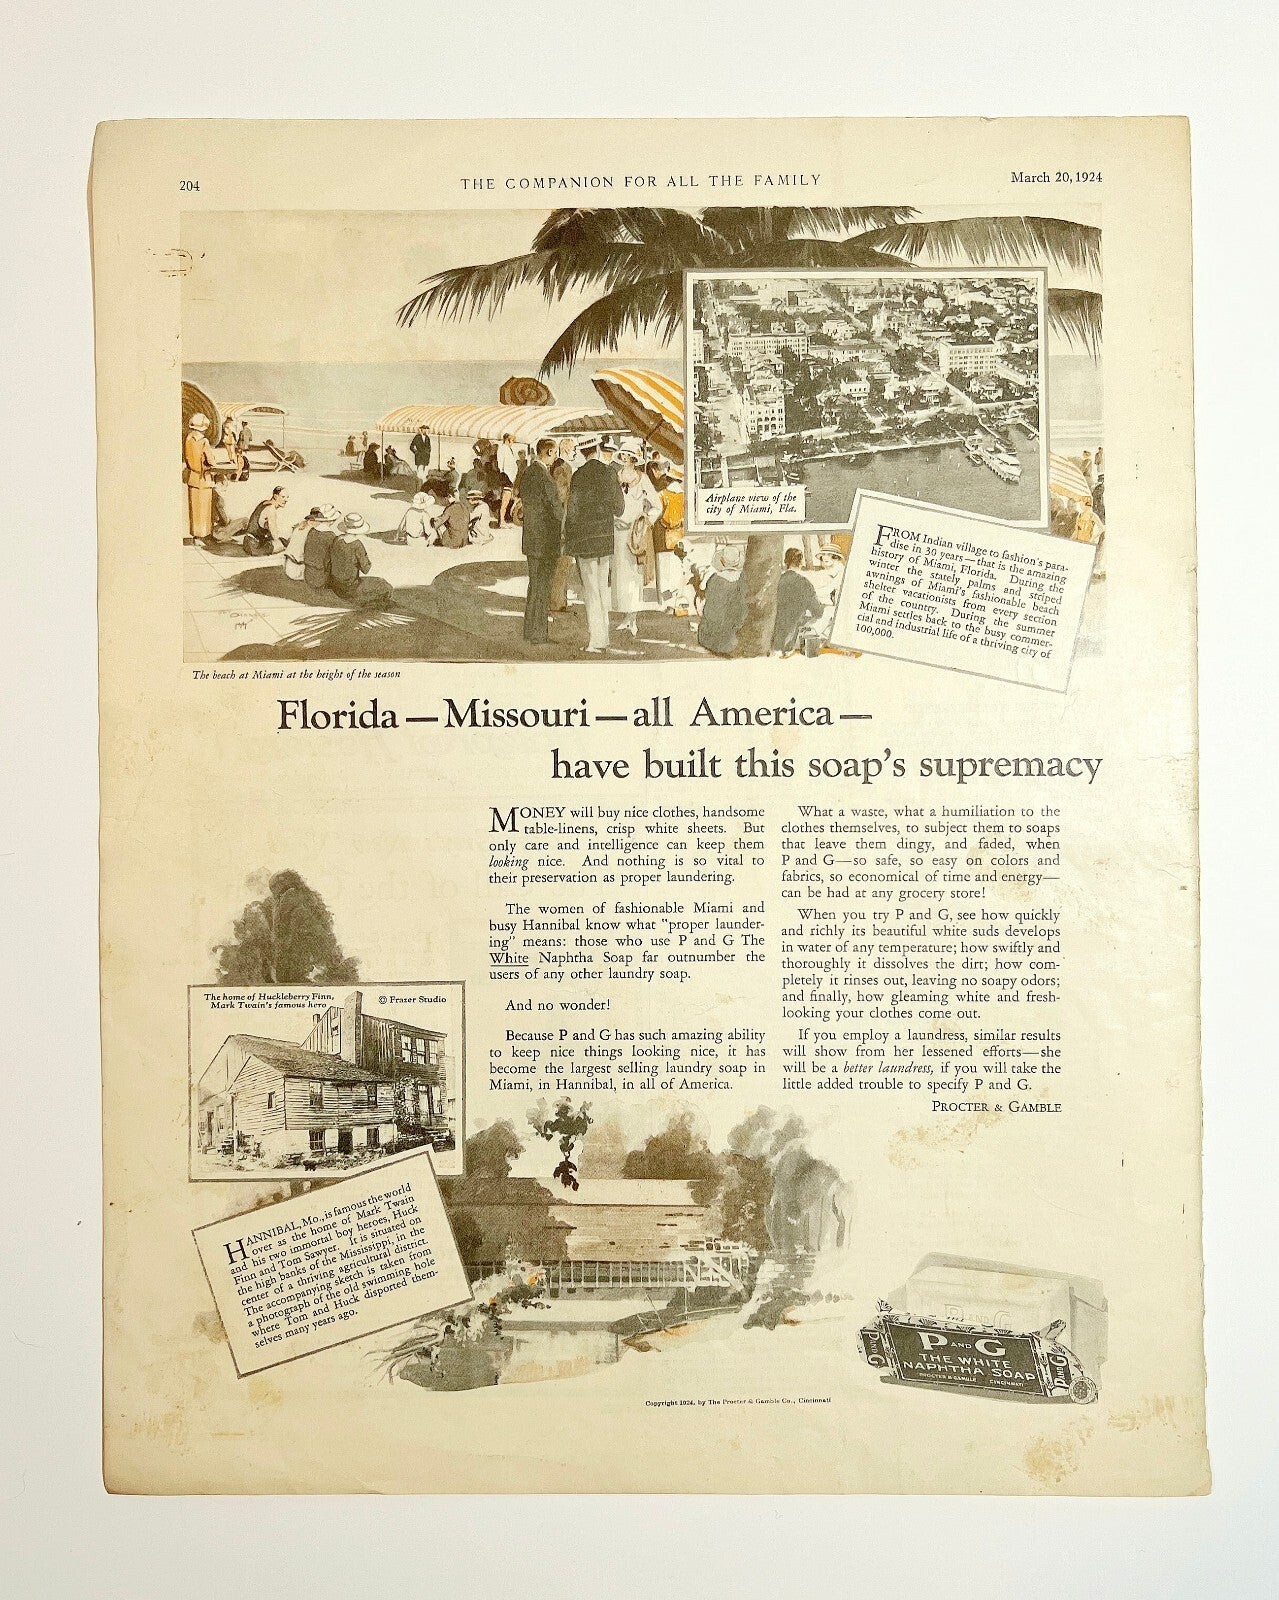 204
THE COMPANION FOR ALL THE FAMILY
March 20, 1924
Airplane view of the
city of Miami, Fla.
FROM Indian village to fashion's para-
dise in 30 years—that is the amazing
history of Miami, Florida. During the
winter the stately palms and striped
awnings of Miami's fashionable beach
shelter vacationists from every section
of the country. During the summer
Miami settles back to the busy commer-
cial and industrial life of a thriving city of
100,000.
The beach at Miami at the height of the season
Florida — Missouri — all America —
have built this soap's supremacy
MONEY will buy nice clothes, handsome
table-linens, crisp white sheets. But
only care and intelligence can keep them
looking nice. And nothing is so vital to
their preservation as proper laundering.
The women of fashionable Miami and
busy Hannibal know what "proper launder-
ing" means: those who use P and G The
White Naphtha Soap far outnumber the
users of any other laundry soap.
And no wonder!
Because P and G has such amazing ability
to keep nice things looking nice, it has
become the largest selling laundry soap in
Miami, in Hannibal, in all of America.
What a waste, what a humiliation to the
clothes themselves, to subject them to soaps
that leave them dingy, and faded, when
P and G—so safe, so easy on colors and
fabrics, so economical of time and energy—
can be had at any grocery store!
When you try P and G, see how quickly
and richly its beautiful white suds develops
in water of any temperature; how swiftly and
thoroughly it dissolves the dirt; how com-
pletely it rinses out, leaving no soapy odors;
and finally, how gleaming white and fresh-
looking your clothes come out.
If you employ a laundress, similar results
will show from her lessened efforts—she
will be a better laundress, if you will take the
little added trouble to specify P and G.
PROCTER & GAMBLE
The home of Huckleberry Finn,
Mark Twain's famous hero
© Frazer Studio
HANNIBAL, Mo., is famous the world
over as the home of Mark Twain
and his two immortal boy heroes, Huck
Finn and Tom Sawyer. It is situated on
the high banks of the Mississippi, in the
center of a thriving agricultural district.
The accompanying sketch is taken from
a photograph of the old swimming hole
where Tom and Huck disported them-
selves many years ago.
P AND G
THE WHITE
NAPHTHA SOAP
PROCTER & GAMBLE CINCINNATI
P AND G
P AND G
Copyright 1924, by The Procter & Gamble Co., Cincinnati